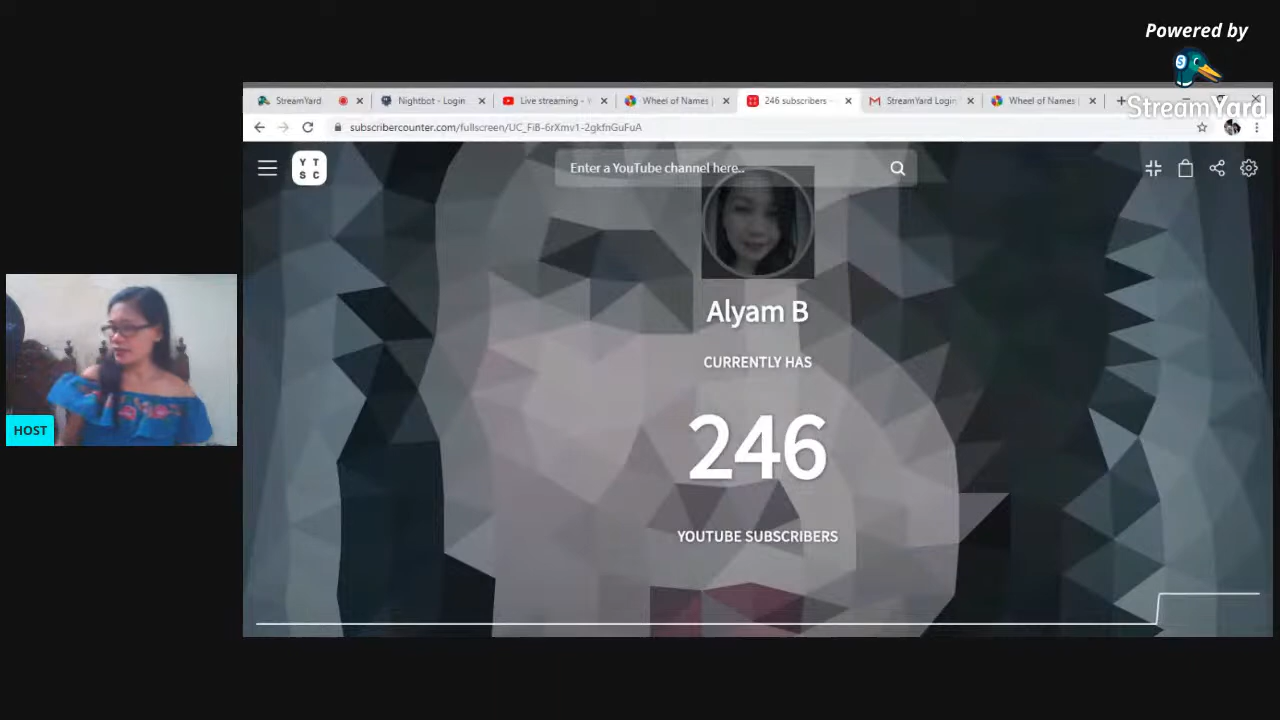 Powered by
StreamYard
StreamYard
Nightbot - Login
Live streaming - Y
Wheel of Names
246 subscribers
StreamYard Login
Wheel of Names
subscribercounter.com/fullscreen/UC_FiB-6rXmv1-2gkfnGuFuA
Y T
S C
Enter a YouTube channel here..
Alyam B
CURRENTLY HAS
246
YOUTUBE SUBSCRIBERS
HOST